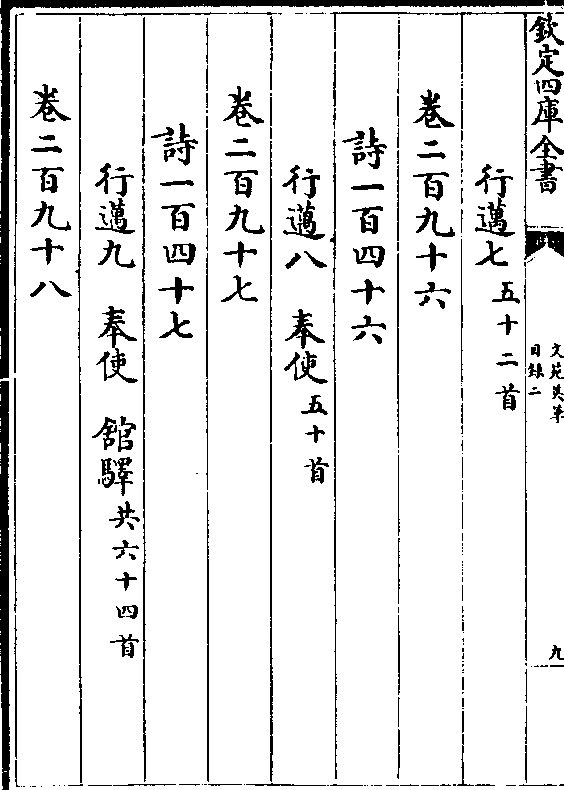 欽定四庫全書
文苑英華
目錄二
九
行邁七 五十二首
卷二百九十六
詩一百四十六
行邁八 奉使 五十首
卷二百九十七
詩一百四十七
行邁九 奉使 舘驛 共六十四首
卷二百九十八